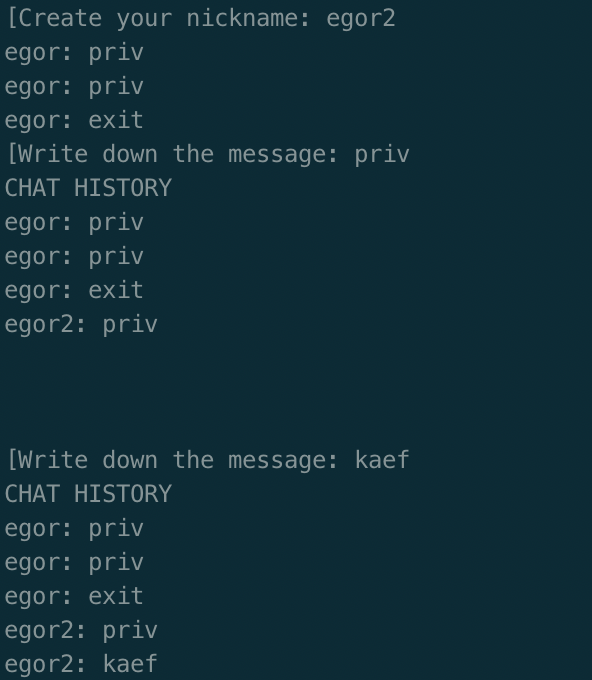 [Create your nickname: egor2
egor: priv
egor: priv
egor: exit
[Write down the message: priv
CHAT HISTORY
egor: priv
egor: priv
egor: exit
egor2: priv
[Write down the message: kaef
CHAT HISTORY
egor: priv
egor: priv
egor: exit
egor2: priv
egor2: kaef